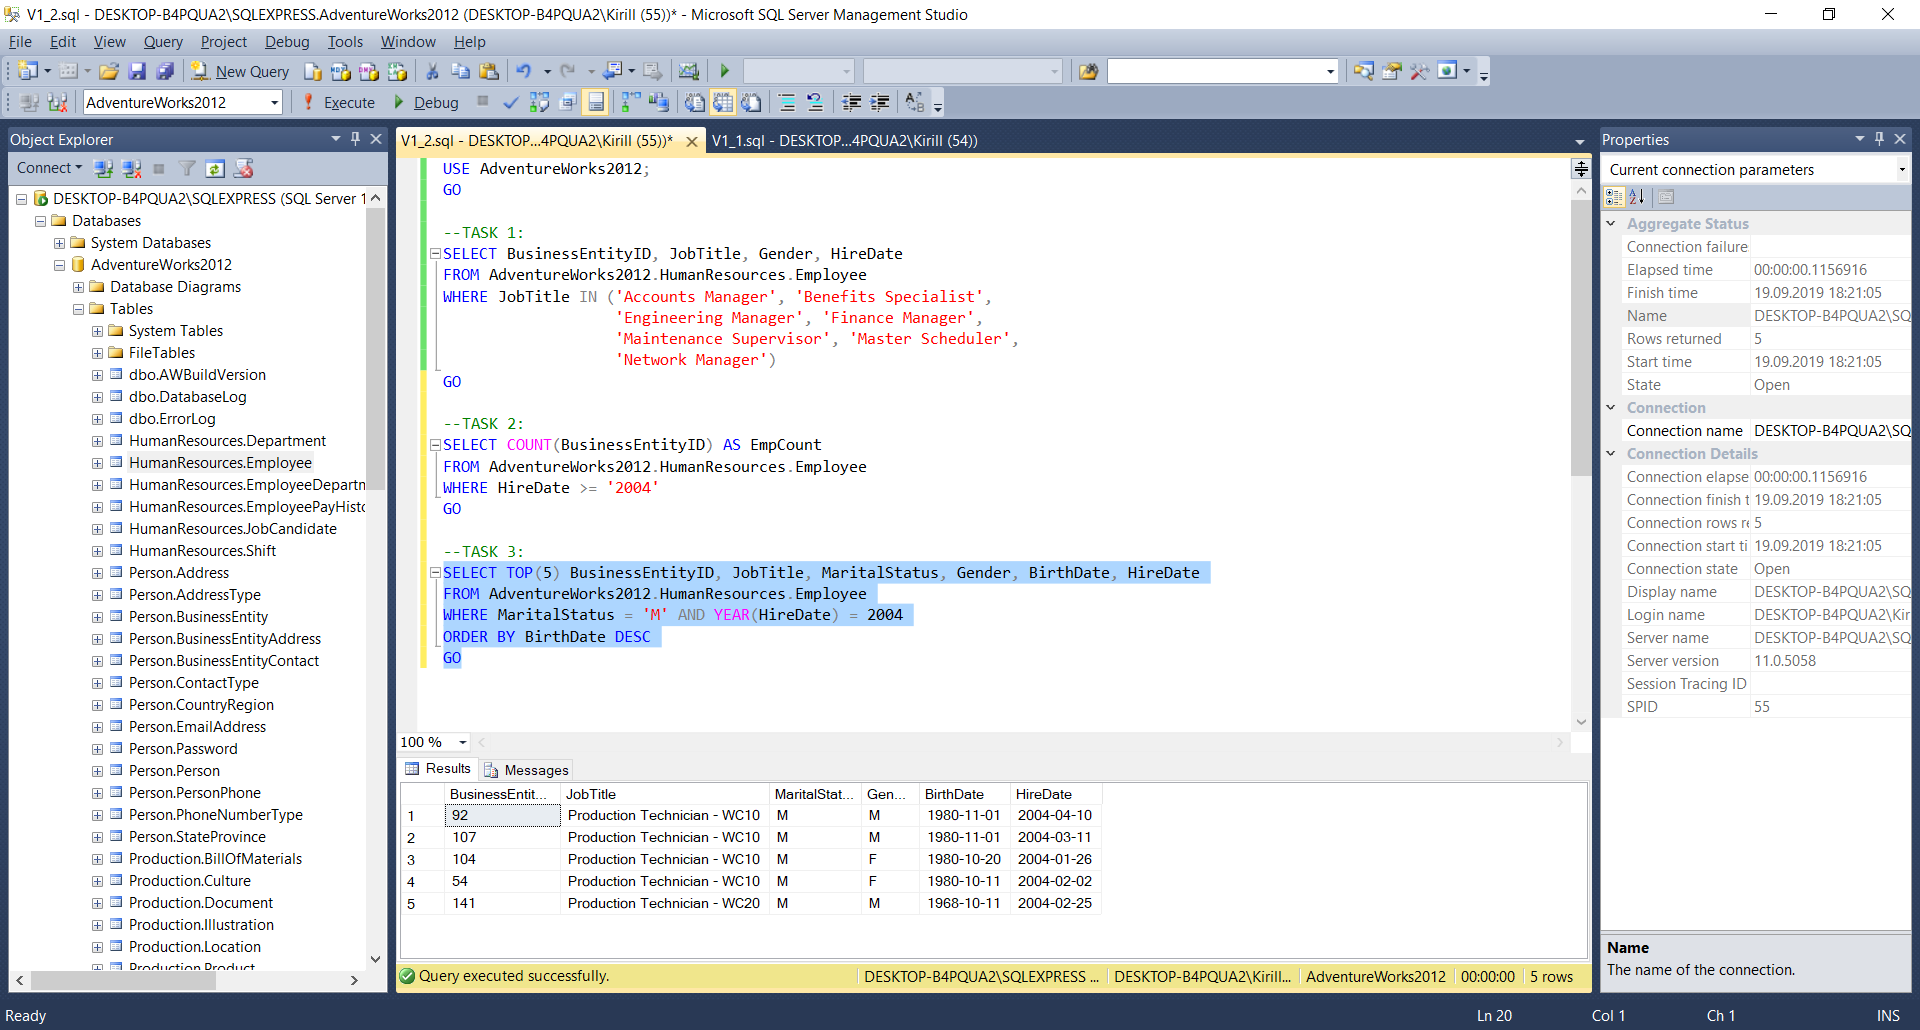 V1_2.sql - DESKTOP-B4PQUA2\SQLEXPRESS.AdventureWorks2012 (DESKTOP-B4PQUA2\Kirill (55))* - Microsoft SQL Server Management Studio
File Edit View Query Project Debug Tools Window Help
New Query
AdventureWorks2012 Execute Debug
Object Explorer
Connect
DESKTOP-B4PQUA2\SQLEXPRESS (SQL Server 1
Databases
System Databases
AdventureWorks2012
Database Diagrams
Tables
System Tables
FileTables
dbo.AWBuildVersion
dbo.DatabaseLog
dbo.ErrorLog
HumanResources.Department
HumanResources.Employee
HumanResources.EmployeeDepartm
HumanResources.EmployeePayHisto
HumanResources.JobCandidate
HumanResources.Shift
Person.Address
Person.AddressType
Person.BusinessEntity
Person.BusinessEntityAddress
Person.BusinessEntityContact
Person.ContactType
Person.CountryRegion
Person.EmailAddress
Person.Password
Person.Person
Person.PersonPhone
Person.PhoneNumberType
Person.StateProvince
Production.BillOfMaterials
Production.Culture
Production.Document
Production.Illustration
Production.Location
Production.Product
V1_2.sql - DESKTOP...4PQUA2\Kirill (55))* V1_1.sql - DESKTOP...4PQUA2\Kirill (54))
USE AdventureWorks2012;
GO
--TASK 1:
SELECT BusinessEntityID, JobTitle, Gender, HireDate
FROM AdventureWorks2012.HumanResources.Employee
WHERE JobTitle IN ('Accounts Manager', 'Benefits Specialist',
'Engineering Manager', 'Finance Manager',
'Maintenance Supervisor', 'Master Scheduler',
'Network Manager')
GO
--TASK 2:
SELECT COUNT(BusinessEntityID) AS EmpCount
FROM AdventureWorks2012.HumanResources.Employee
WHERE HireDate >= '2004'
GO
--TASK 3:
SELECT TOP(5) BusinessEntityID, JobTitle, MaritalStatus, Gender, BirthDate, HireDate
FROM AdventureWorks2012.HumanResources.Employee
WHERE MaritalStatus = 'M' AND YEAR(HireDate) = 2004
ORDER BY BirthDate DESC
GO
100 %
Results Messages
BusinessEntit... JobTitle MaritalStat... Gen... BirthDate HireDate
1 92 Production Technician - WC10 M M 1980-11-01 2004-04-10
2 107 Production Technician - WC10 M M 1980-11-01 2004-03-11
3 104 Production Technician - WC10 M F 1980-10-20 2004-01-26
4 54 Production Technician - WC10 M F 1980-10-11 2004-02-02
5 141 Production Technician - WC20 M M 1968-10-11 2004-02-25
Query executed successfully. DESKTOP-B4PQUA2\SQLEXPRESS ... DESKTOP-B4PQUA2\Kirill... AdventureWorks2012 00:00:00 5 rows
Properties
Current connection parameters
Aggregate Status
Connection failure
Elapsed time 00:00:00.1156916
Finish time 19.09.2019 18:21:05
Name DESKTOP-B4PQUA2\SQ
Rows returned 5
Start time 19.09.2019 18:21:05
State Open
Connection
Connection name DESKTOP-B4PQUA2\SQ
Connection Details
Connection elapse 00:00:00.1156916
Connection finish t 19.09.2019 18:21:05
Connection rows re 5
Connection start ti 19.09.2019 18:21:05
Connection state Open
Display name DESKTOP-B4PQUA2\SQ
Login name DESKTOP-B4PQUA2\Kir
Server name DESKTOP-B4PQUA2\SQ
Server version 11.0.5058
Session Tracing ID
SPID 55
Name
The name of the connection.
Ready Ln 20 Col 1 Ch 1 INS